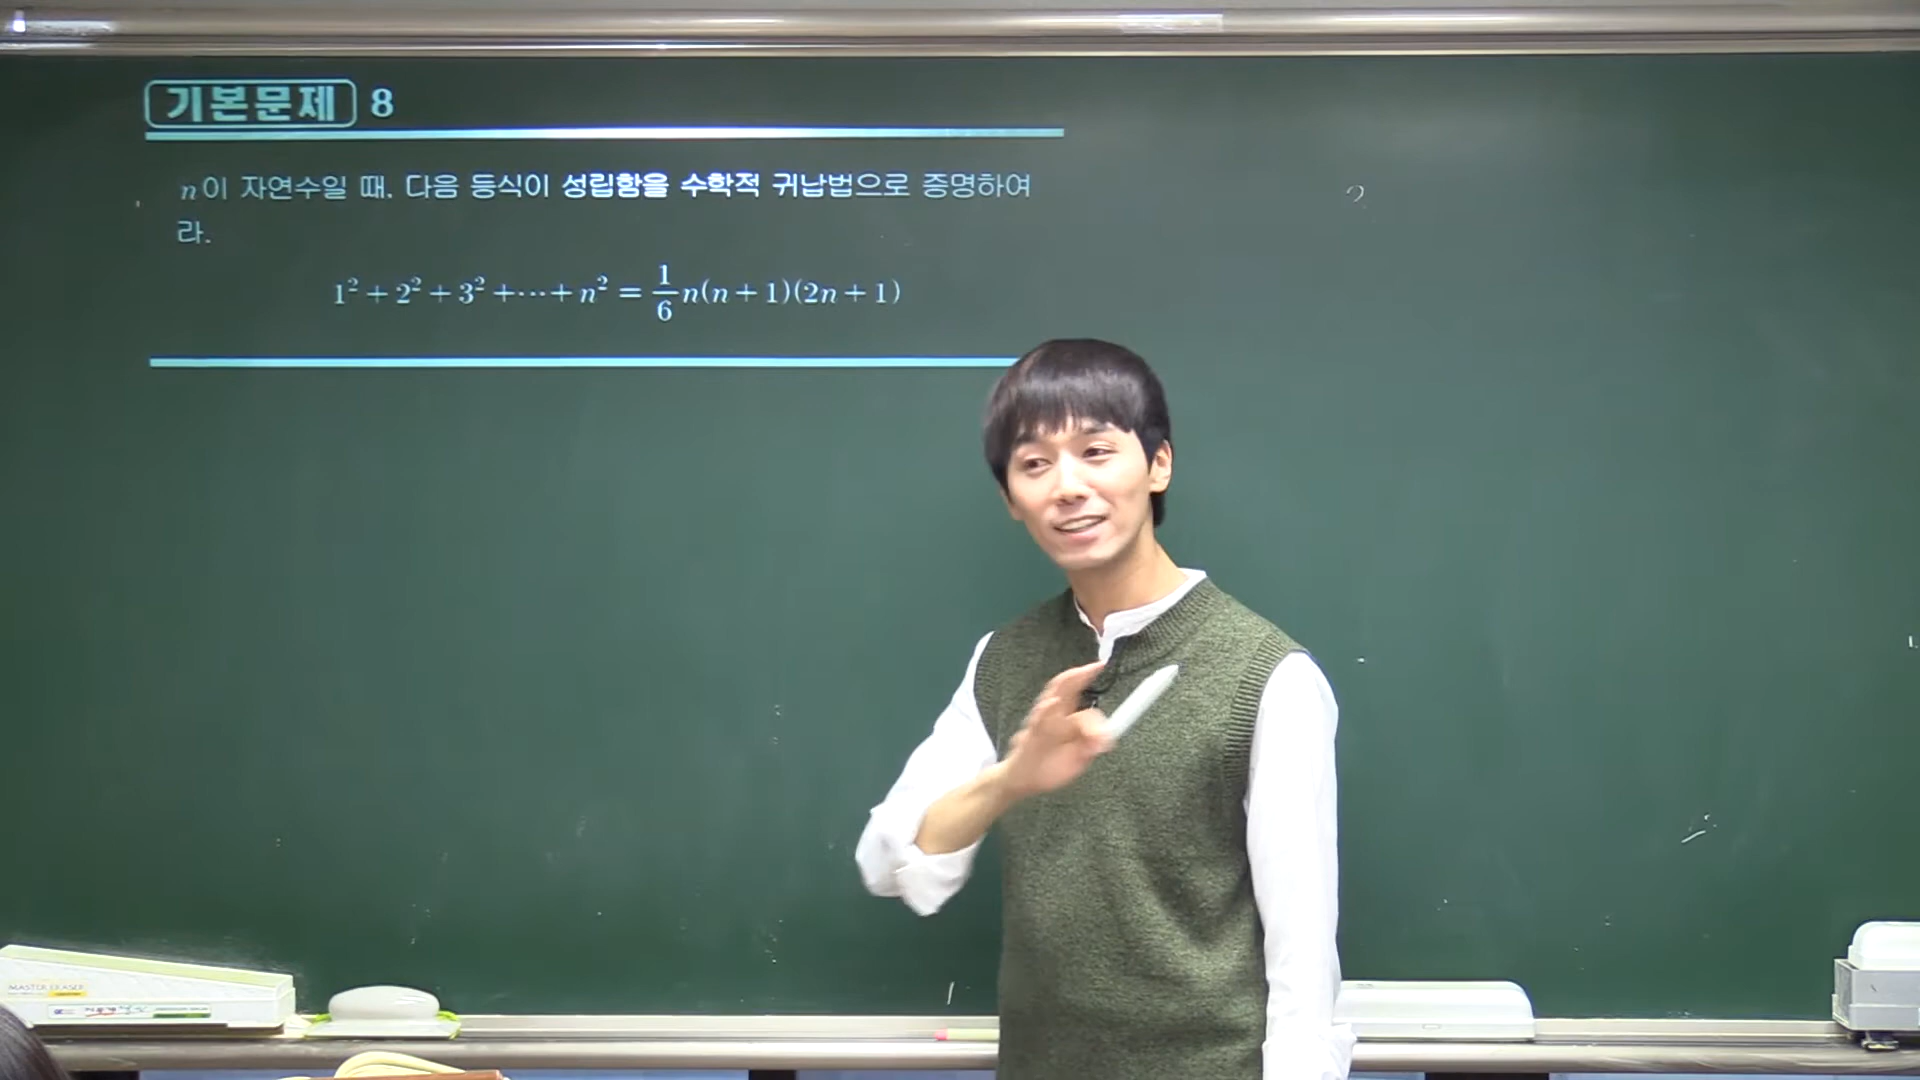 기본문제 8
n이 자연수일 때, 다음 등식이 성립함을 수학적 귀납법으로 증명하여
라.
1² + 2² + 3² + ⋯ + n² = 1/6 n(n + 1)(2n + 1)
MASTER ERASER